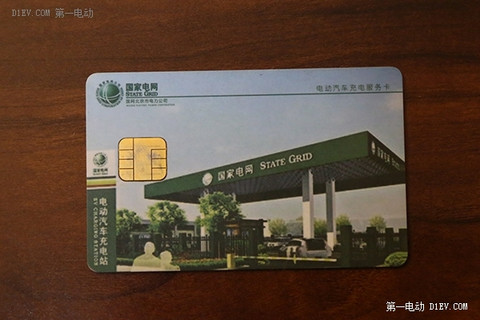 D1EV.COM 第一电动
国家电网
STATE GRID
国网北京市电力公司
电动汽车充电服务卡
国家电网 STATE GRID
国家电网
电动汽车充电站
EV CHARGING STATION
第一电动 D1EV.COM